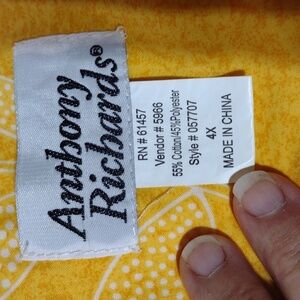 Anthony
Richards®
RN # 61457
Vendor # 5966
55% Cotton/45%Polyester
Style # 057707
4X
MADE IN CHINA